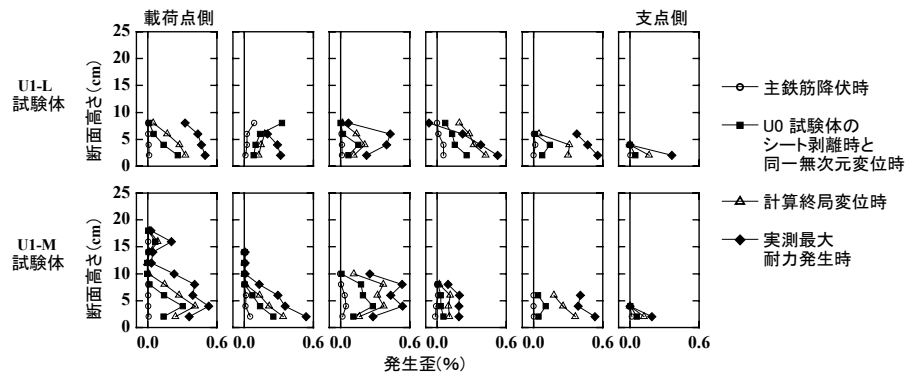 載荷点側
支点側
U1-L
試験体
断面高さ(cm)
25
20
15
10
5
0
0.0
0.6
主鉄筋降伏時
U0 試験体の
シート剥離時と
同一無次元変位時
計算終局変位時
実測最大
耐力発生時
U1-M
試験体
断面高さ(cm)
25
20
15
10
5
0
0.0 0.6 0.0 0.6 0.0 0.6 0.0 0.6 0.0 0.6 0.0 0.6
発生歪(%)